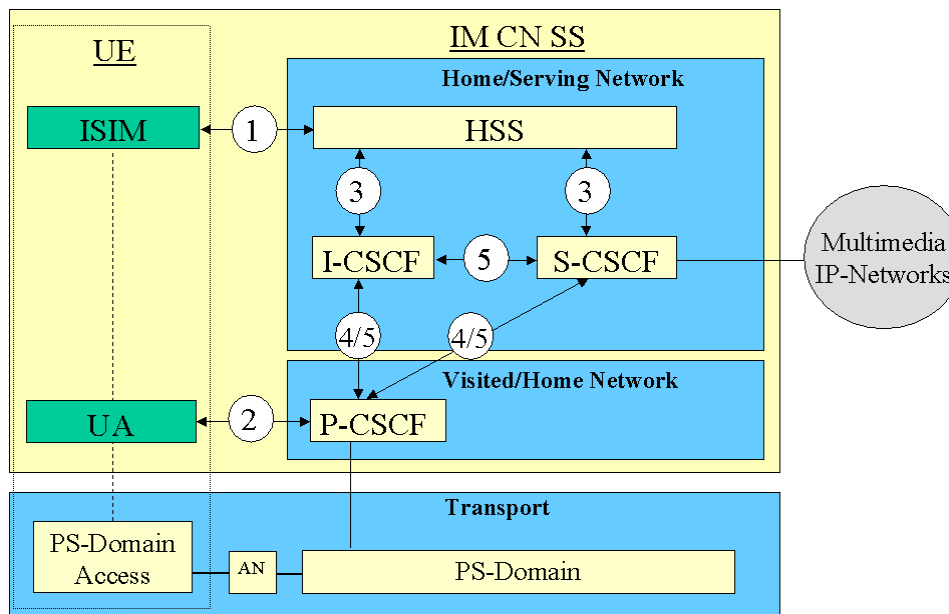 UE
IM CN SS
Home/Serving Network
ISIM
1
HSS
3
3
I-CSCF
5
S-CSCF
Multimedia
IP-Networks
4/5
4/5
Visited/Home Network
UA
2
P-CSCF
Transport
PS-Domain
Access
AN
PS-Domain